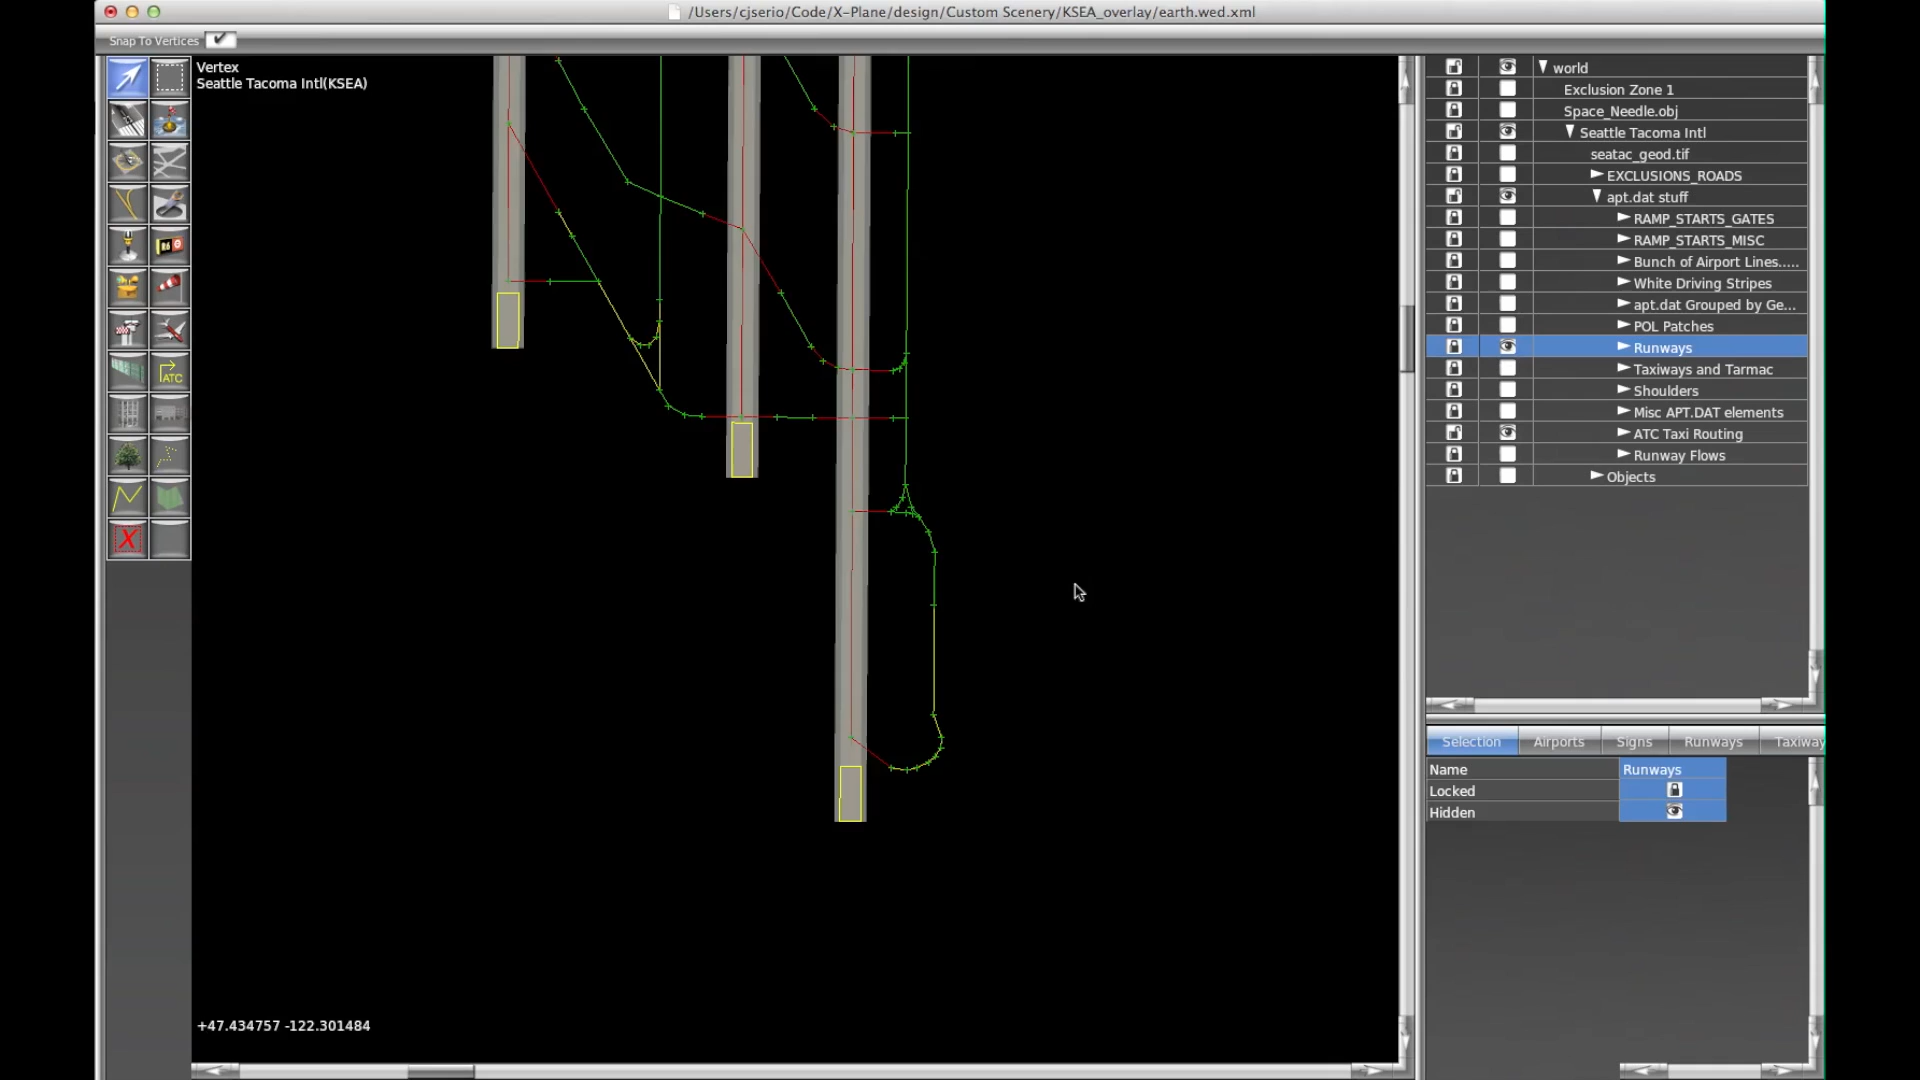 /Users/cjserio/Code/X-Plane/design/Custom Scenery/KSEA_overlay/earth.wed.xml
Snap To Vertices
Vertex
Seattle Tacoma Intl(KSEA)
ATC
X
+47.434757 -122.301484
world
Exclusion Zone 1
Space_Needle.obj
Seattle Tacoma Intl
seatac_geod.tif
EXCLUSIONS_ROADS
apt.dat stuff
RAMP_STARTS_GATES
RAMP_STARTS_MISC
Bunch of Airport Lines.....
White Driving Stripes
apt.dat Grouped by Ge...
POL Patches
Runways
Taxiways and Tarmac
Shoulders
Misc APT.DAT elements
ATC Taxi Routing
Runway Flows
Objects
Selection Airports Signs Runways Taxiway
Name Runways
Locked
Hidden